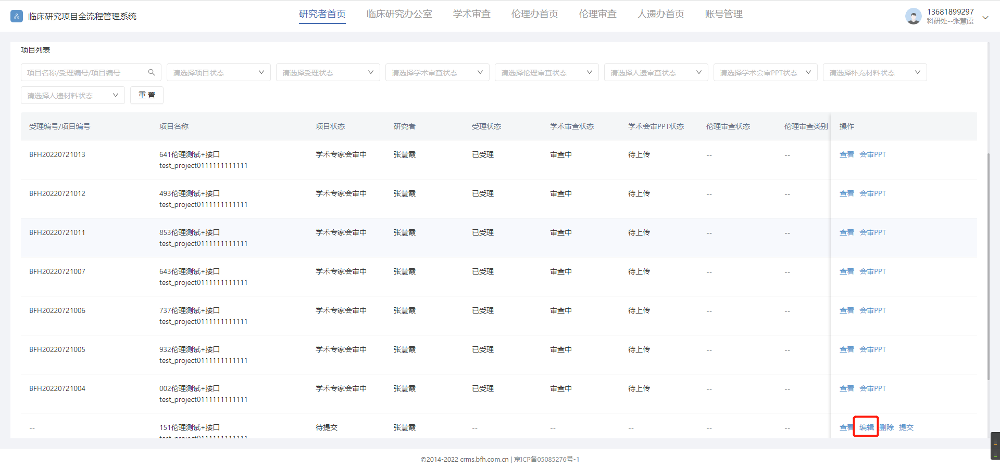 临床研究项目全流程管理系统
研究者首页 临床研究办公室 学术审查 伦理办首页 伦理审查 人遗办首页 账号管理
13681899297
科研处--张慧霞
项目列表
项目名称/受理编号/项目编号 请选择项目状态 请选择受理状态 请选择学术审查状态 请选择伦理审查状态 请选择人遗审查状态 请选择学术会审PPT状态 请选择补充材料状态
请选择人遗材料状态 重置
受理编号/项目编号 项目名称 项目状态 研究者 受理状态 学术审查状态 学术会审PPT状态 伦理审查状态 伦理审查类别 操作
BFH20220721013 641伦理测试+接口 学术专家会审中 张慧霞 已受理 审查中 待上传 -- -- 查看 会审PPT
test_project0111111111111
BFH20220721012 493伦理测试+接口 学术专家会审中 张慧霞 已受理 审查中 待上传 -- -- 查看 会审PPT
test_project0111111111111
BFH20220721011 853伦理测试+接口 学术专家会审中 张慧霞 已受理 审查中 待上传 -- -- 查看 会审PPT
test_project0111111111111
BFH20220721007 643伦理测试+接口 学术专家会审中 张慧霞 已受理 审查中 待上传 -- -- 查看 会审PPT
test_project0111111111111
BFH20220721006 737伦理测试+接口 学术专家会审中 张慧霞 已受理 审查中 待上传 -- -- 查看 会审PPT
test_project0111111111111
BFH20220721005 932伦理测试+接口 学术专家会审中 张慧霞 已受理 审查中 待上传 -- -- 查看 会审PPT
test_project0111111111111
BFH20220721004 002伦理测试+接口 学术专家会审中 张慧霞 已受理 审查中 待上传 -- -- 查看 会审PPT
test_project0111111111111
-- 151伦理测试+接口 待提交 张慧霞 -- -- -- -- -- 查看 编辑 删除 提交
©2014-2022 crms.bfh.com.cn | 京ICP备05085276号-1